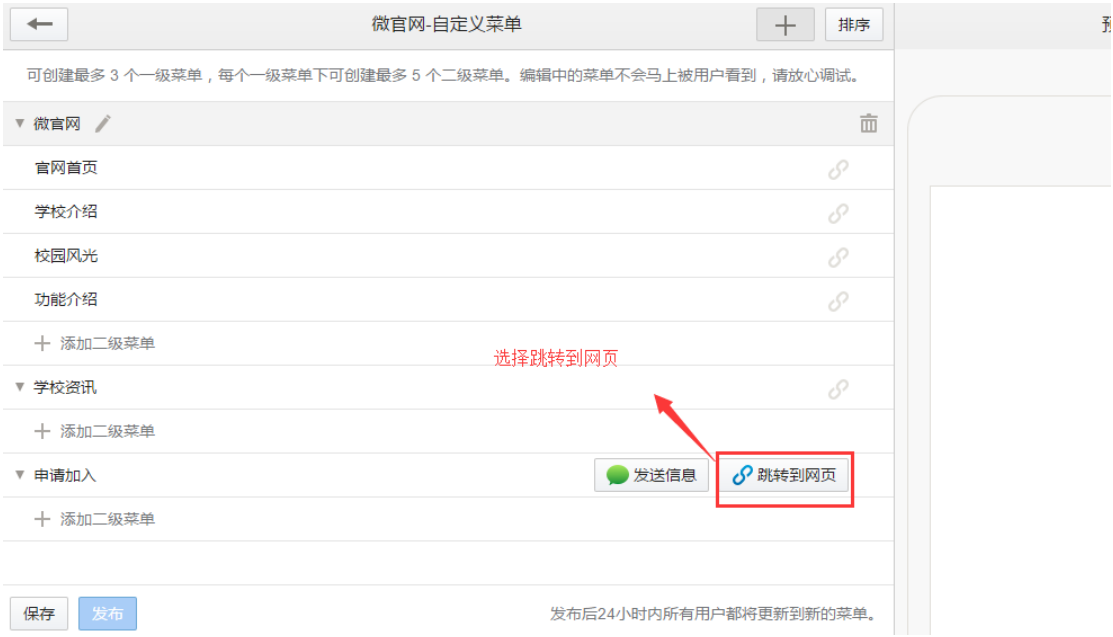 微官网-自定义菜单
排序
可创建最多 3 个一级菜单，每个一级菜单下可创建最多 5 个二级菜单。编辑中的菜单不会马上被用户看到，请放心调试。
微官网
官网首页
学校介绍
校园风光
功能介绍
添加二级菜单
选择跳转到网页
学校资讯
添加二级菜单
申请加入
发送信息
跳转到网页
添加二级菜单
保存
发布
发布后24小时内所有用户都将更新到新的菜单。